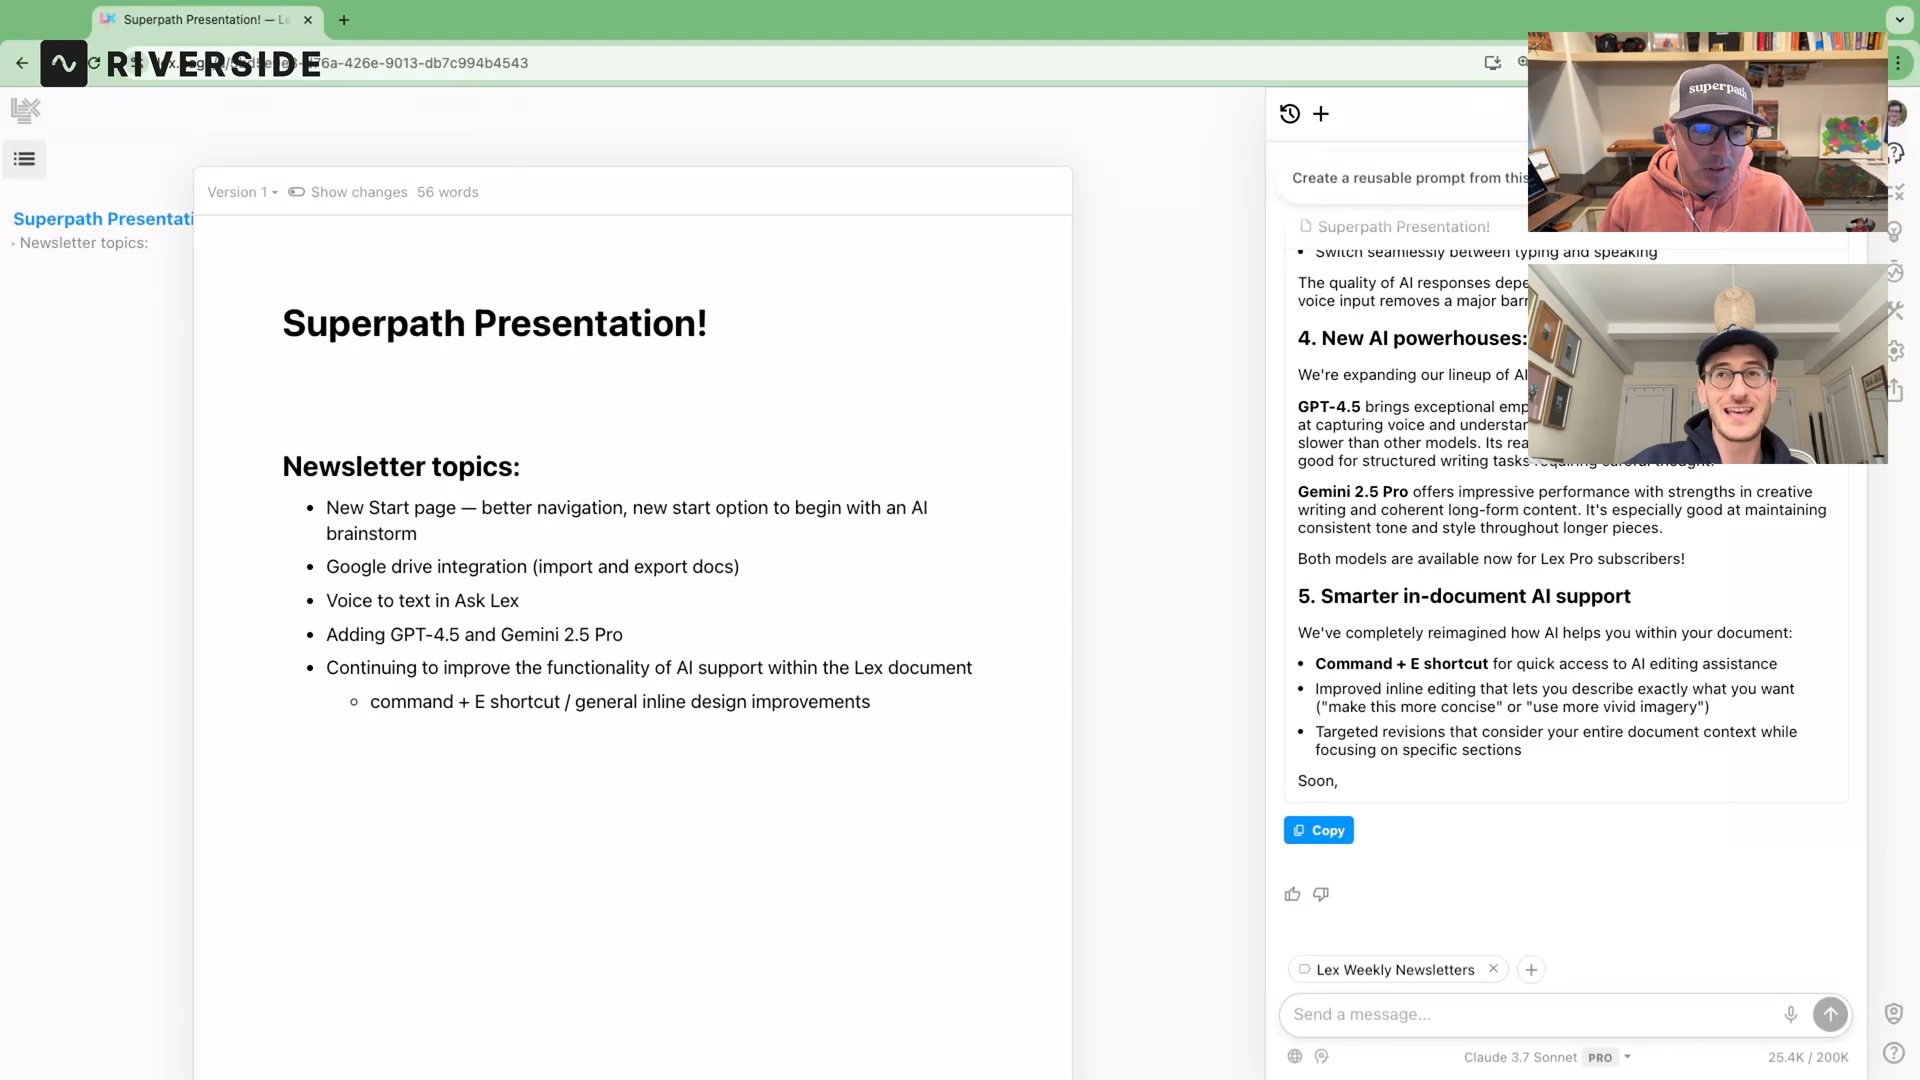 Superpath Presentation! — Le
RIVERSIDE
76a-426e-9013-db7c994b4543
LEX
Superpath Presentati
Newsletter topics:
Version 1
Show changes
56 words
Superpath Presentation!
Newsletter topics:
• New Start page — better navigation, new start option to begin with an AI
brainstorm
• Google drive integration (import and export docs)
• Voice to text in Ask Lex
• Adding GPT-4.5 and Gemini 2.5 Pro
• Continuing to improve the functionality of AI support within the Lex document
◦ command + E shortcut / general inline design improvements
Create a reusable prompt from this
Superpath Presentation!
• Switch seamlessly between typing and speaking
The quality of AI responses depe
voice input removes a major barr
4. New AI powerhouses:
We're expanding our lineup of AI
GPT-4.5 brings exceptional emp
at capturing voice and understan
slower than other models. Its rea
good for structured writing tasks requiring careful thought.
Gemini 2.5 Pro offers impressive performance with strengths in creative
writing and coherent long-form content. It's especially good at maintaining
consistent tone and style throughout longer pieces.
Both models are available now for Lex Pro subscribers!
5. Smarter in-document AI support
We've completely reimagined how AI helps you within your document:
• Command + E shortcut for quick access to AI editing assistance
• Improved inline editing that lets you describe exactly what you want
("make this more concise" or "use more vivid imagery")
• Targeted revisions that consider your entire document context while
focusing on specific sections
Soon,
Copy
Lex Weekly Newsletters
Send a message...
Claude 3.7 Sonnet PRO
25.4K / 200K
superpath